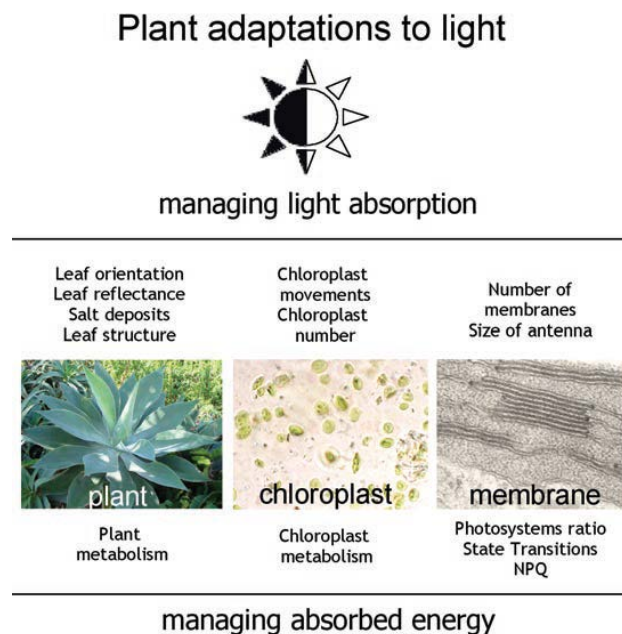 Plant adaptations to light
managing light absorption
Leaf orientation
Leaf reflectance
Salt deposits
Leaf structure
Chloroplast
movements
Chloroplast
number
Number of
membranes
Size of antenna
plant
chloroplast
membrane
Plant
metabolism
Chloroplast
metabolism
Photosystems ratio
State Transitions
NPQ
managing absorbed energy